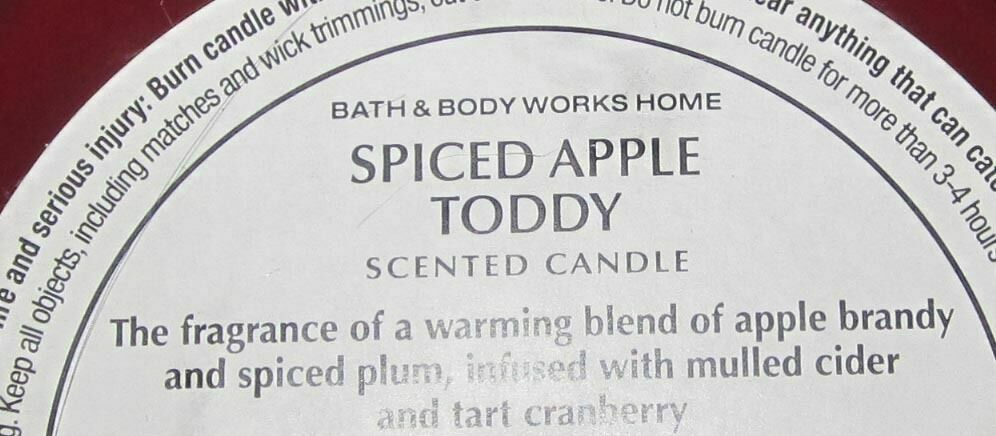 fire and serious injury: Burn candle
ar anything that can
g. Keep all objects, including matches and wick trimmings,
not burn candle for more than 3-4 hours
BATH & BODY WORKS HOME
SPICED APPLE
TODDY
SCENTED CANDLE
The fragrance of a warming blend of apple brandy
and spiced plum, infused with mulled cider
and tart cranberry